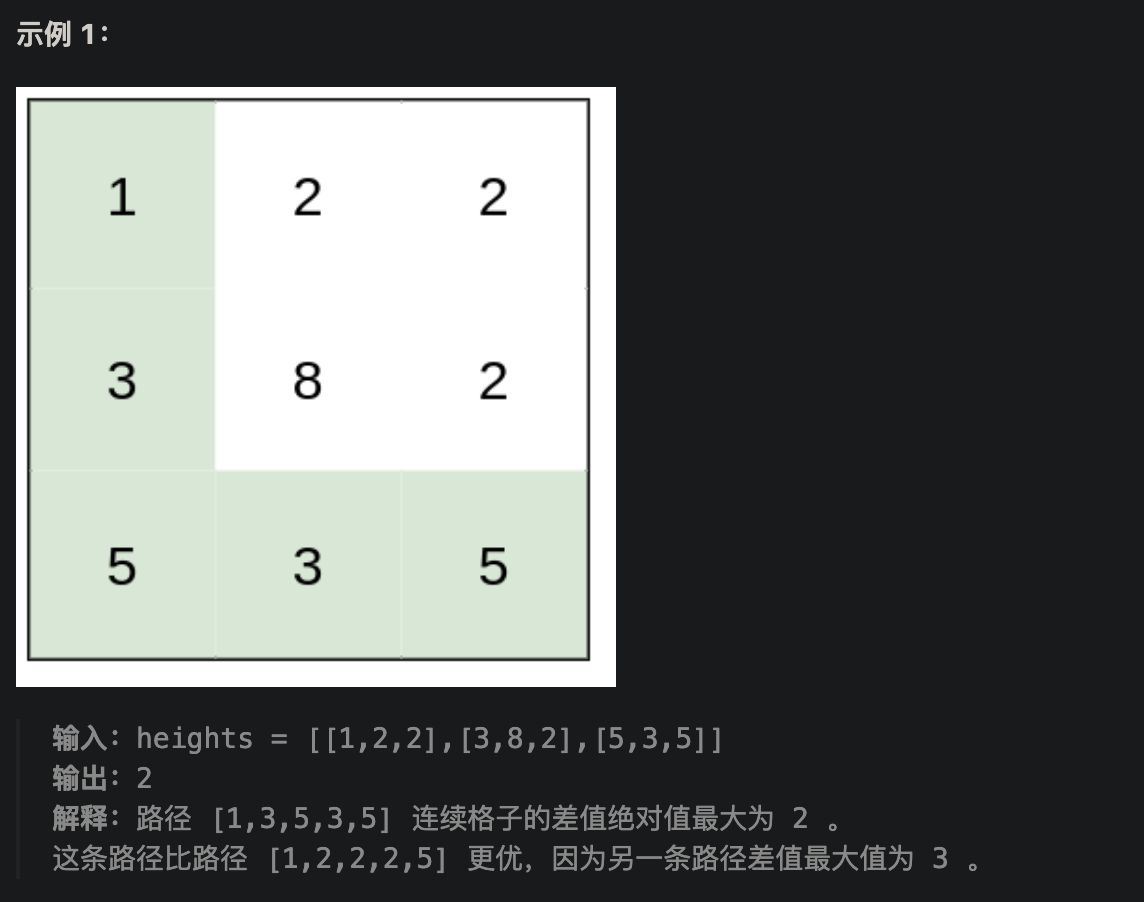 示例 1：
1 2 2
3 8 2
5 3 5
输入：heights = [[1,2,2],[3,8,2],[5,3,5]]
输出：2
解释：路径 [1,3,5,3,5] 连续格子的差值绝对值最大为 2 。
这条路径比路径 [1,2,2,2,5] 更优，因为另一条路径差值最大值为 3 。